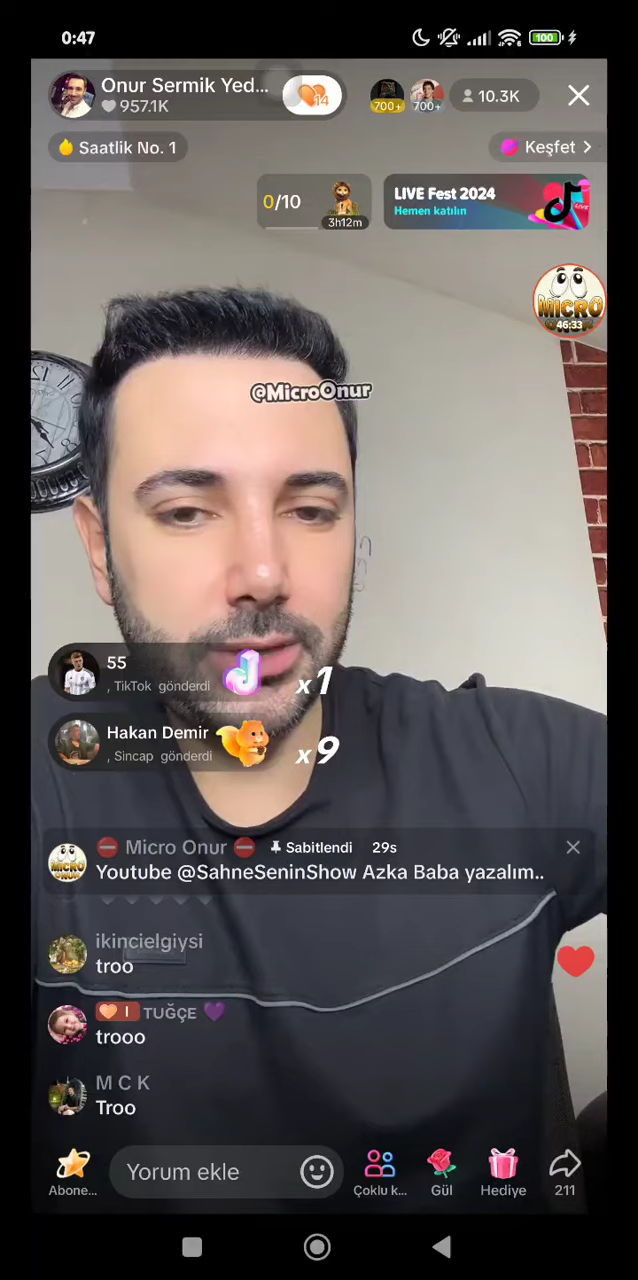 0:47
100
Onur Sermik Yed...
957.1K
14
700+
700+
10.3K
Saatlik No. 1
Keşfet
0/10
3h12m
LIVE Fest 2024
Hemen katılın
MICRO
46:33
@MicroOnur
55
, TikTok gönderdi
x1
Hakan Demir
, Sincap gönderdi
x9
Micro Onur
Sabitlendi
29s
Youtube @SahneSeninShow Azka Baba yazalım..
ikincielgiysi
troo
I TUĞÇE
trooo
M C K
Troo
Abone...
Yorum ekle
Çoklu k...
Gül
Hediye
211